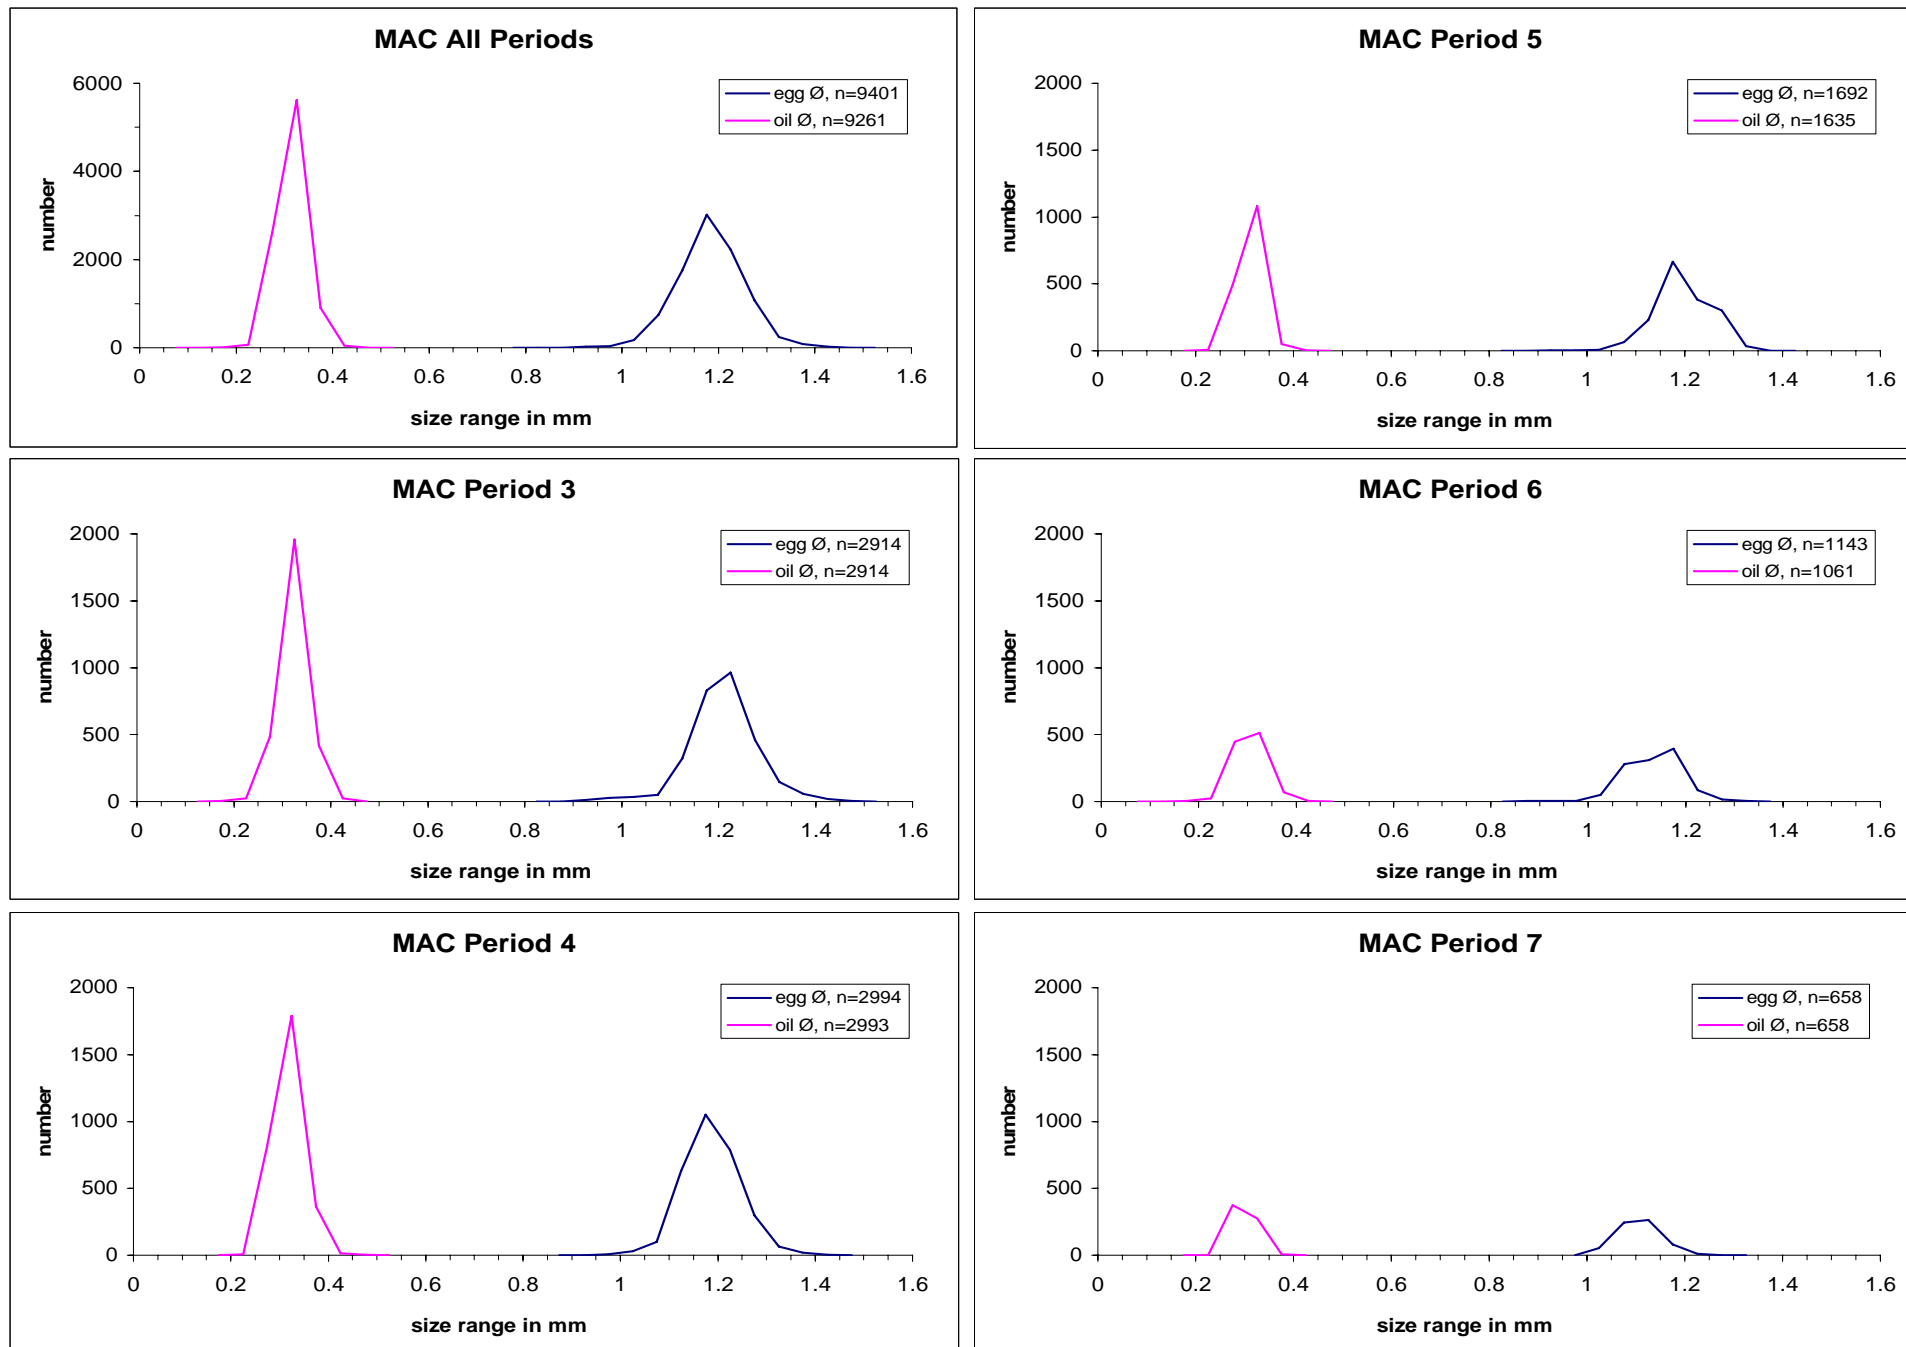 MAC All Periods
6000
4000
2000
0
number
egg Ø, n=9401
oil Ø, n=9261
0 0.2 0.4 0.6 0.8 1 1.2 1.4 1.6
size range in mm
MAC Period 5
2000
1500
1000
500
0
number
egg Ø, n=1692
oil Ø, n=1635
0 0.2 0.4 0.6 0.8 1 1.2 1.4 1.6
size range in mm
MAC Period 3
2000
1500
1000
500
0
number
egg Ø, n=2914
oil Ø, n=2914
0 0.2 0.4 0.6 0.8 1 1.2 1.4 1.6
size range in mm
MAC Period 6
2000
1500
1000
500
0
number
egg Ø, n=1143
oil Ø, n=1061
0 0.2 0.4 0.6 0.8 1 1.2 1.4 1.6
size range in mm
MAC Period 4
2000
1500
1000
500
0
number
egg Ø, n=2994
oil Ø, n=2993
0 0.2 0.4 0.6 0.8 1 1.2 1.4 1.6
size range in mm
MAC Period 7
2000
1500
1000
500
0
number
egg Ø, n=658
oil Ø, n=658
0 0.2 0.4 0.6 0.8 1 1.2 1.4 1.6
size range in mm